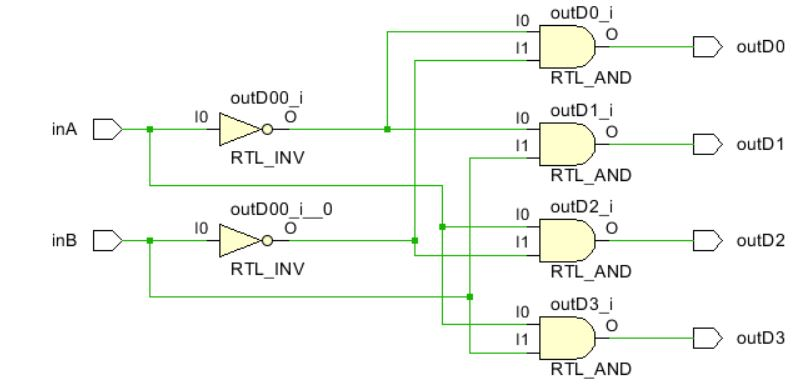 outD0_i
I0
O
I1
outD0
RTL_AND
outD00_i
outD1_i
inA
I0
O
I0
O
I1
outD1
RTL_INV
RTL_AND
outD00_i__0
outD2_i
inB
I0
O
I0
O
I1
outD2
RTL_INV
RTL_AND
outD3_i
I0
O
I1
outD3
RTL_AND